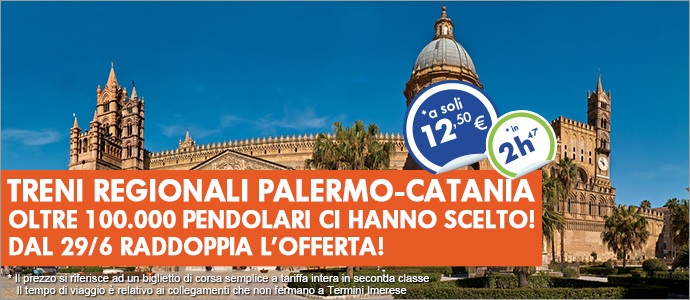 *a soli
12,50 €
*in
2h47
TRENI REGIONALI PALERMO-CATANIA
OLTRE 100.000 PENDOLARI CI HANNO SCELTO!
DAL 29/6 RADDOPPIA L'OFFERTA!
* Il prezzo si riferisce ad un biglietto di corsa semplice a tariffa intera in seconda classe
Il tempo di viaggio è relativo ai collegamenti che non fermano a Termini Imerese